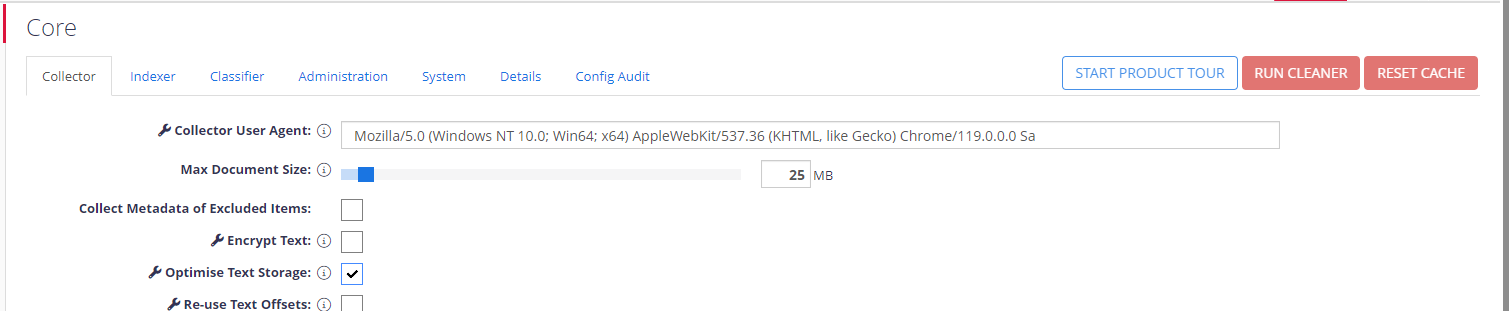 Core
Collector Indexer Classifier Administration System Details Config Audit START PRODUCT TOUR RUN CLEANER RESET CACHE
Collector User Agent: Mozilla/5.0 (Windows NT 10.0; Win64; x64) AppleWebKit/537.36 (KHTML, like Gecko) Chrome/119.0.0.0 Sa
Max Document Size: 25 MB
Collect Metadata of Excluded Items:
Encrypt Text:
Optimise Text Storage:
Re-use Text Offsets: